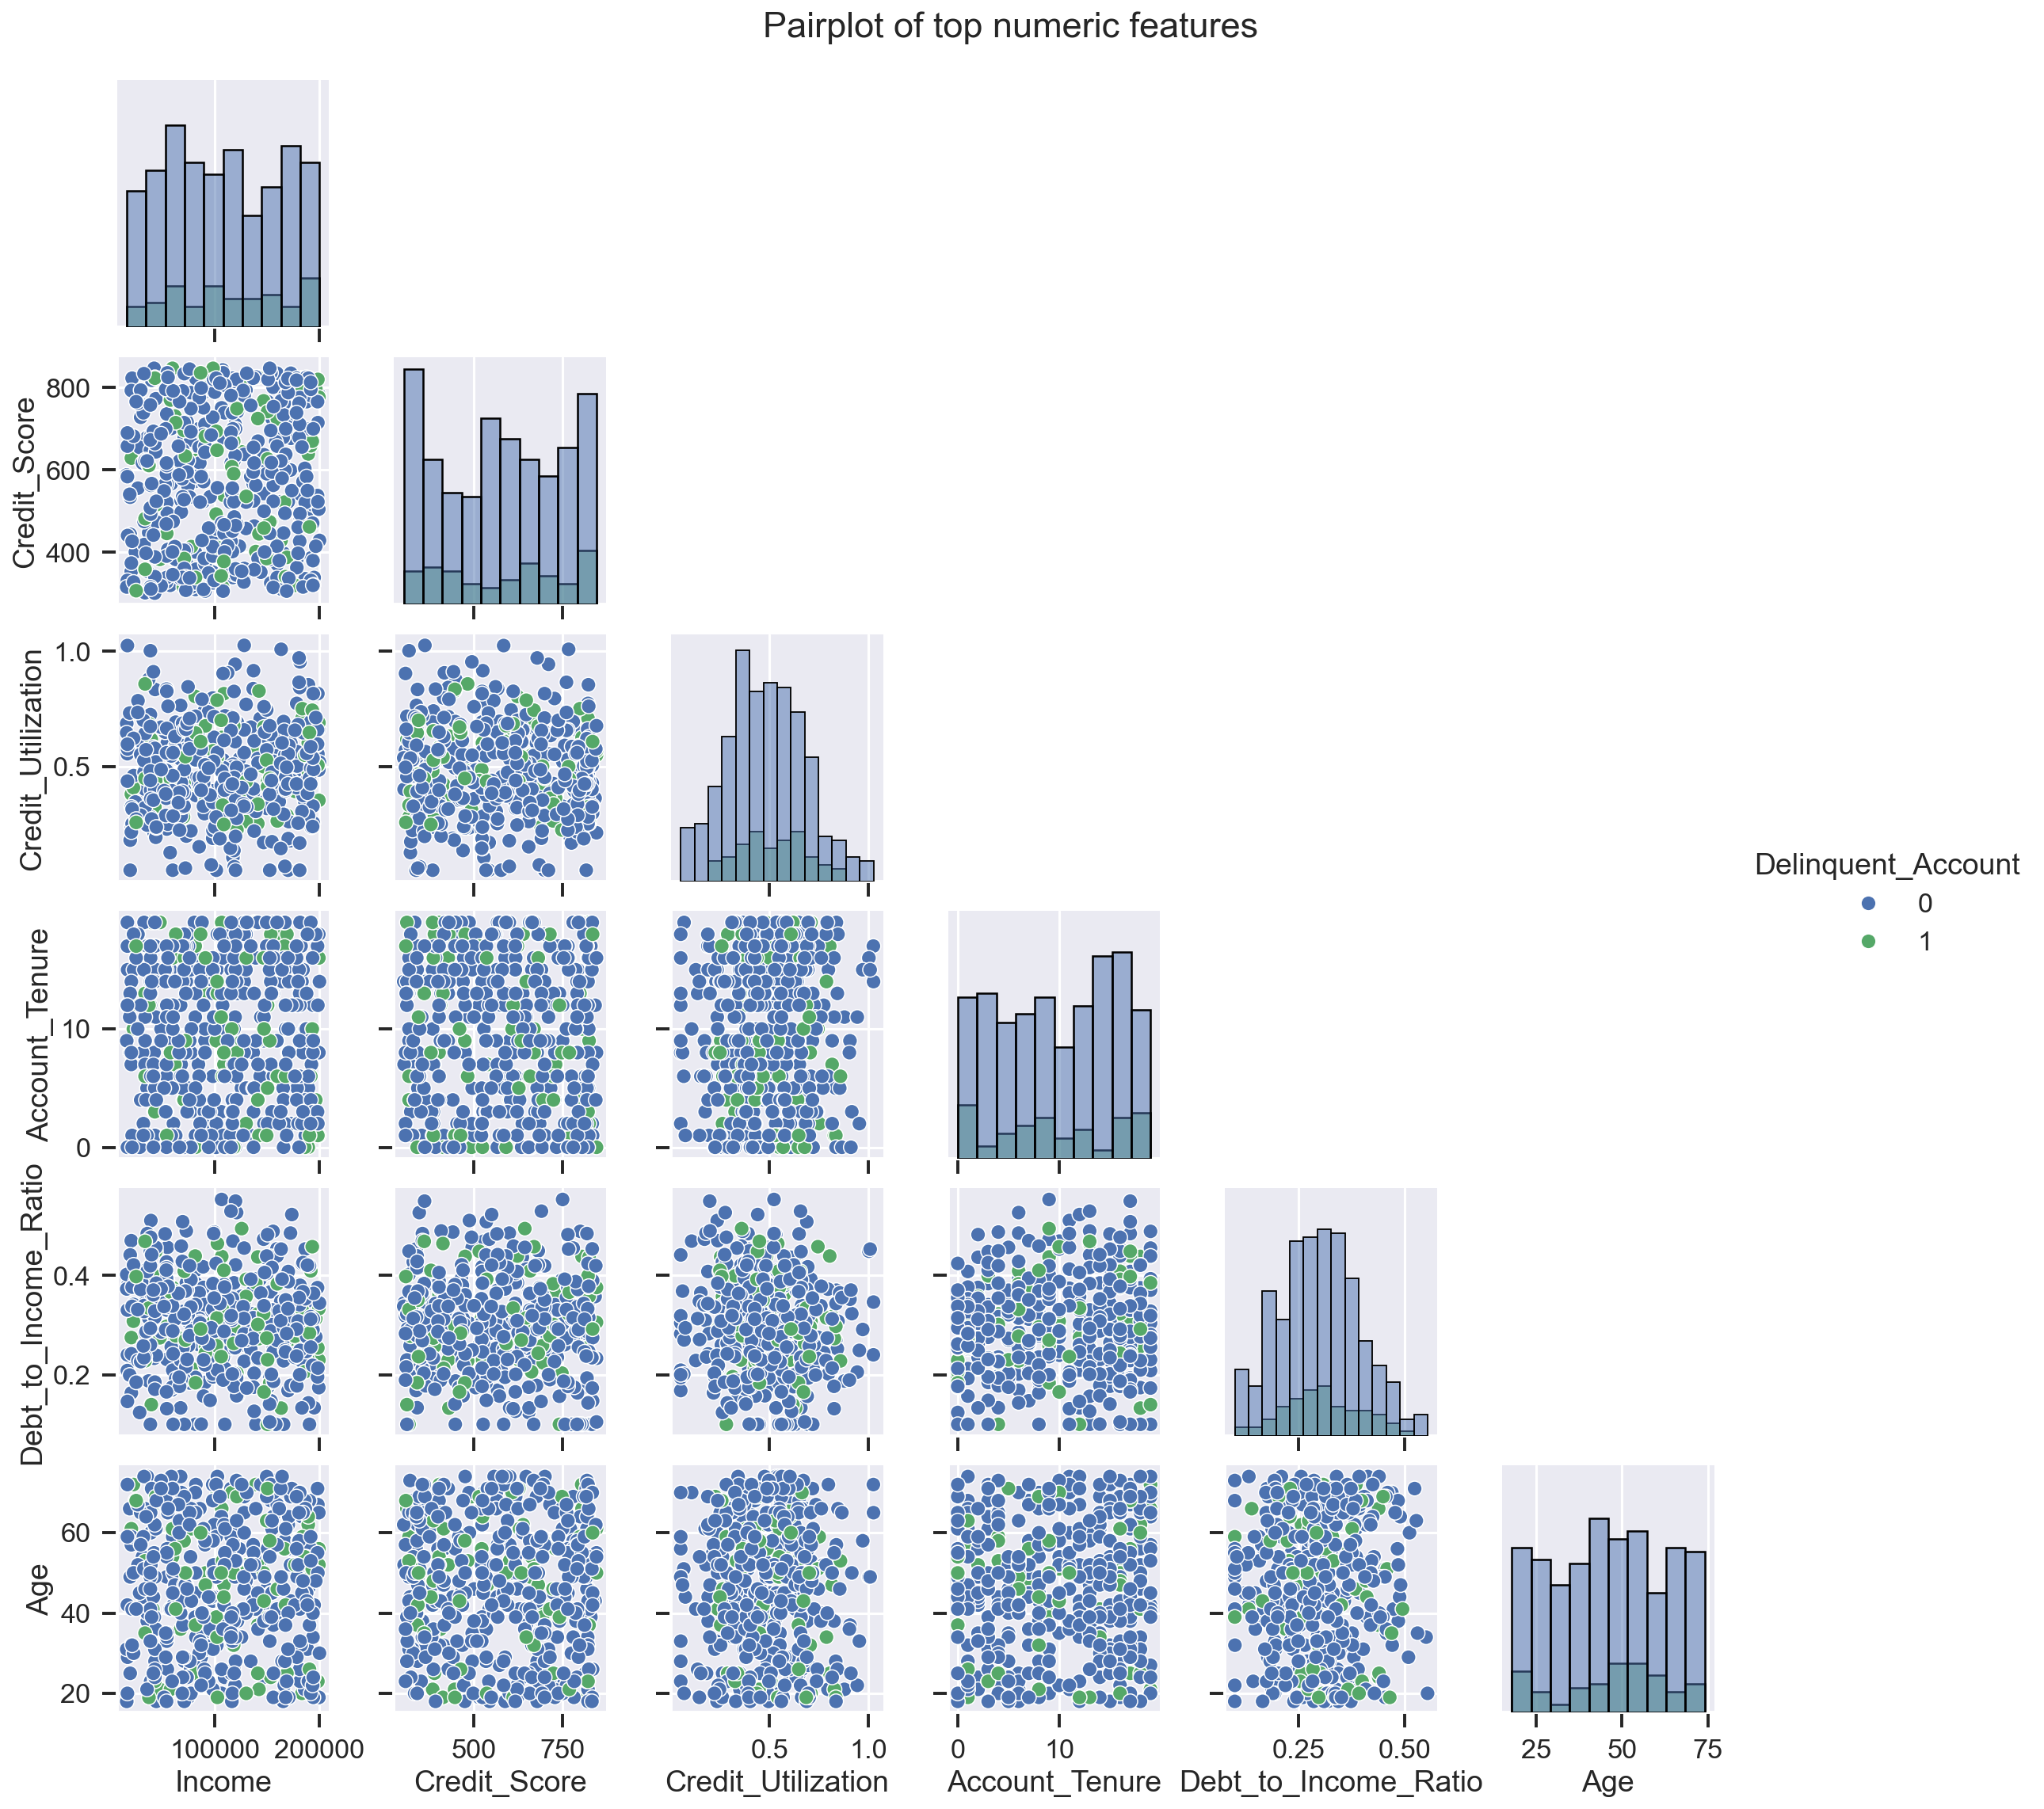 Pairplot of top numeric features
Credit_Score
800
600
400
Credit_Utilization
1.0
0.5
Account_Tenure
10
0
Delinquent_Account
0
1
Debt_to_Income_Ratio
0.4
0.2
Age
60
40
20
100000 200000 500 750 0.5 1.0 0 10 0.25 0.50 25 50 75
Income Credit_Score Credit_Utilization Account_Tenure Debt_to_Income_Ratio Age